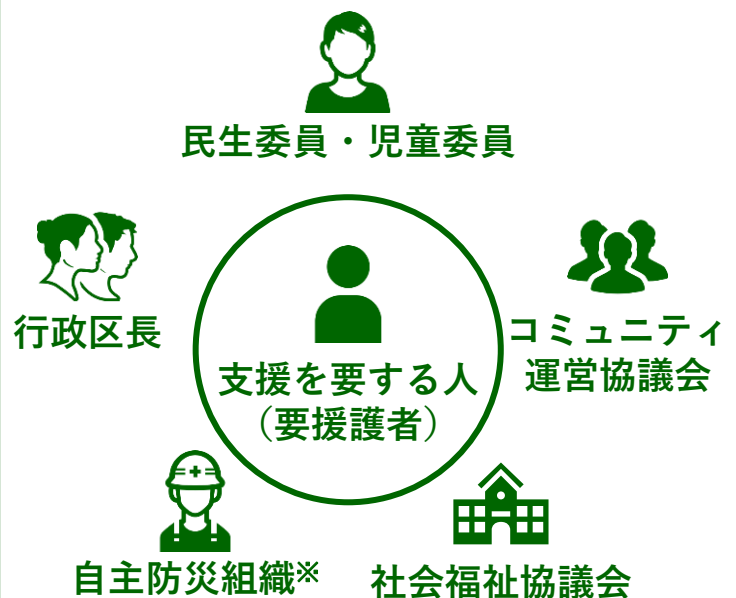 民生委員・児童委員
行政区長
コミュニティ
運営協議会
支援を要する人
（要援護者）
自主防災組織※
社会福祉協議会